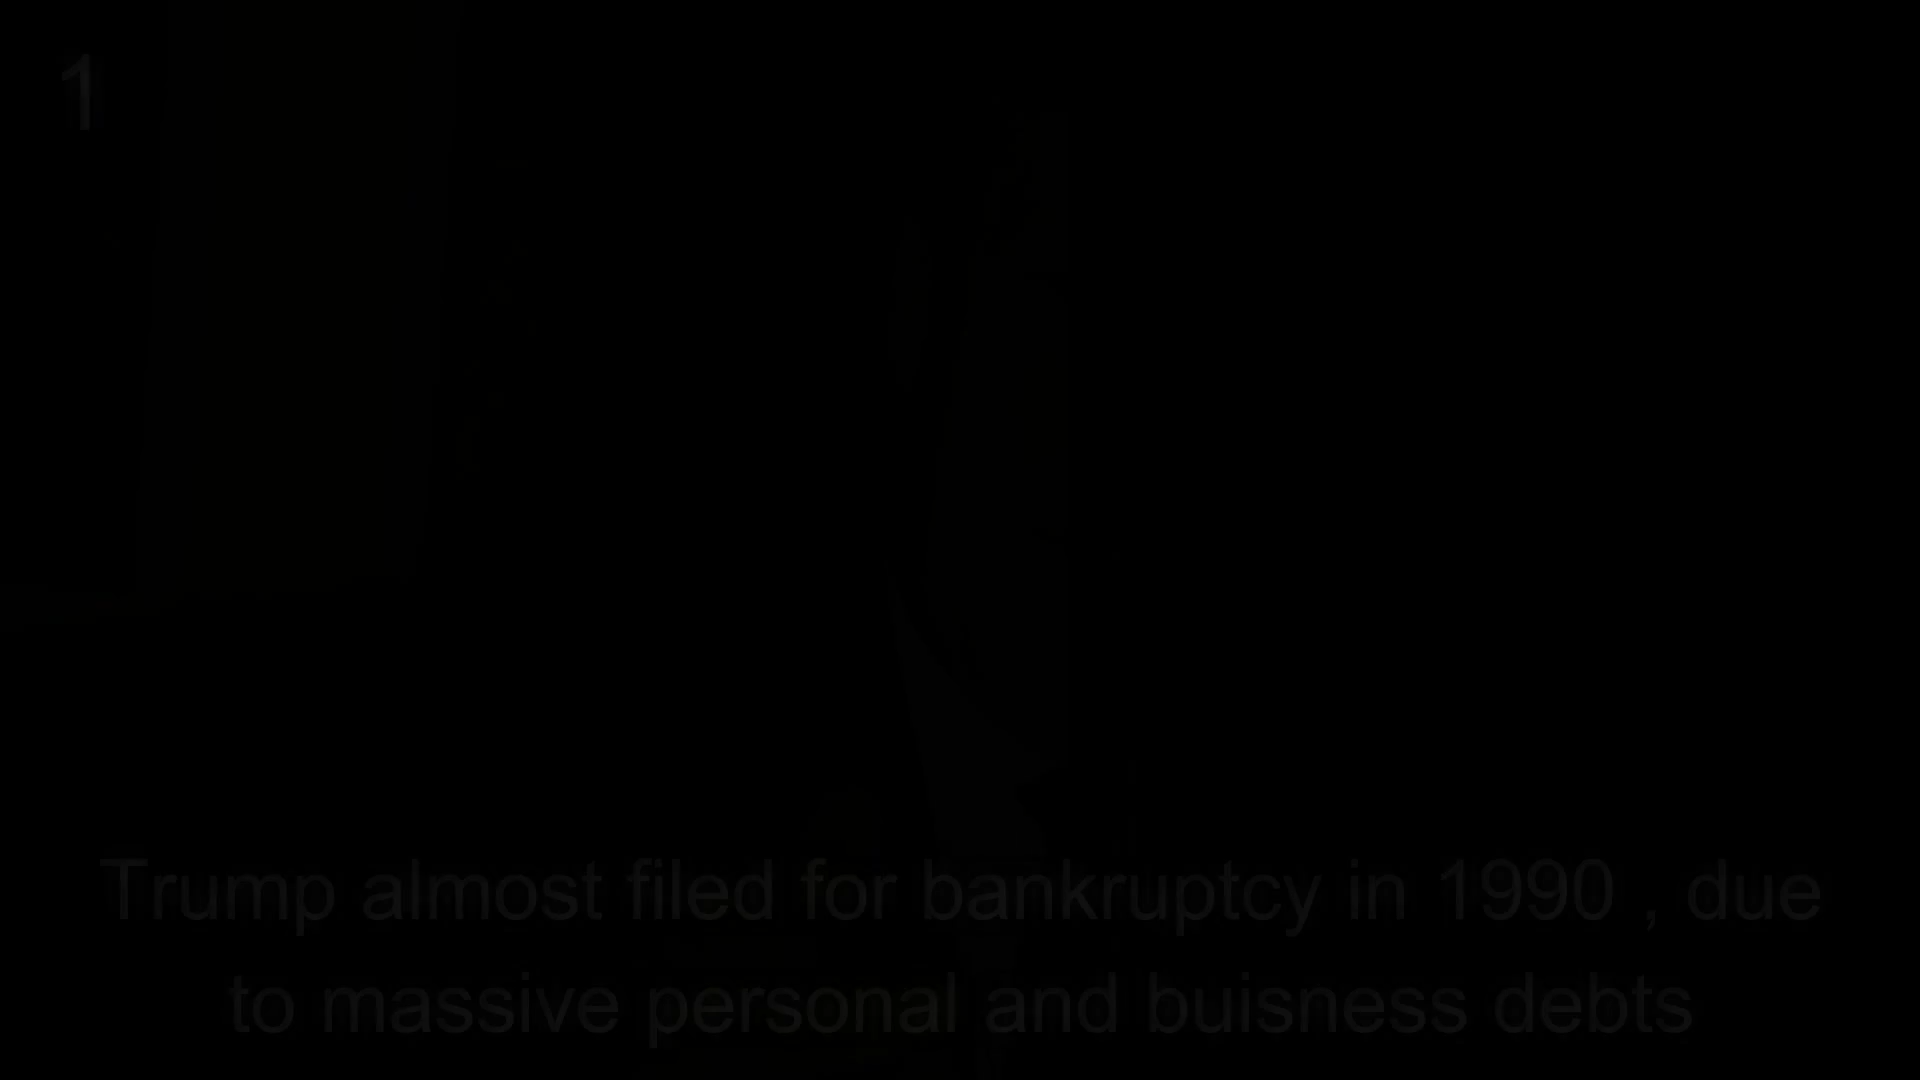 1
Trump almost filed for bankruptcy in 1990 , due
to massive personal and buisness debts